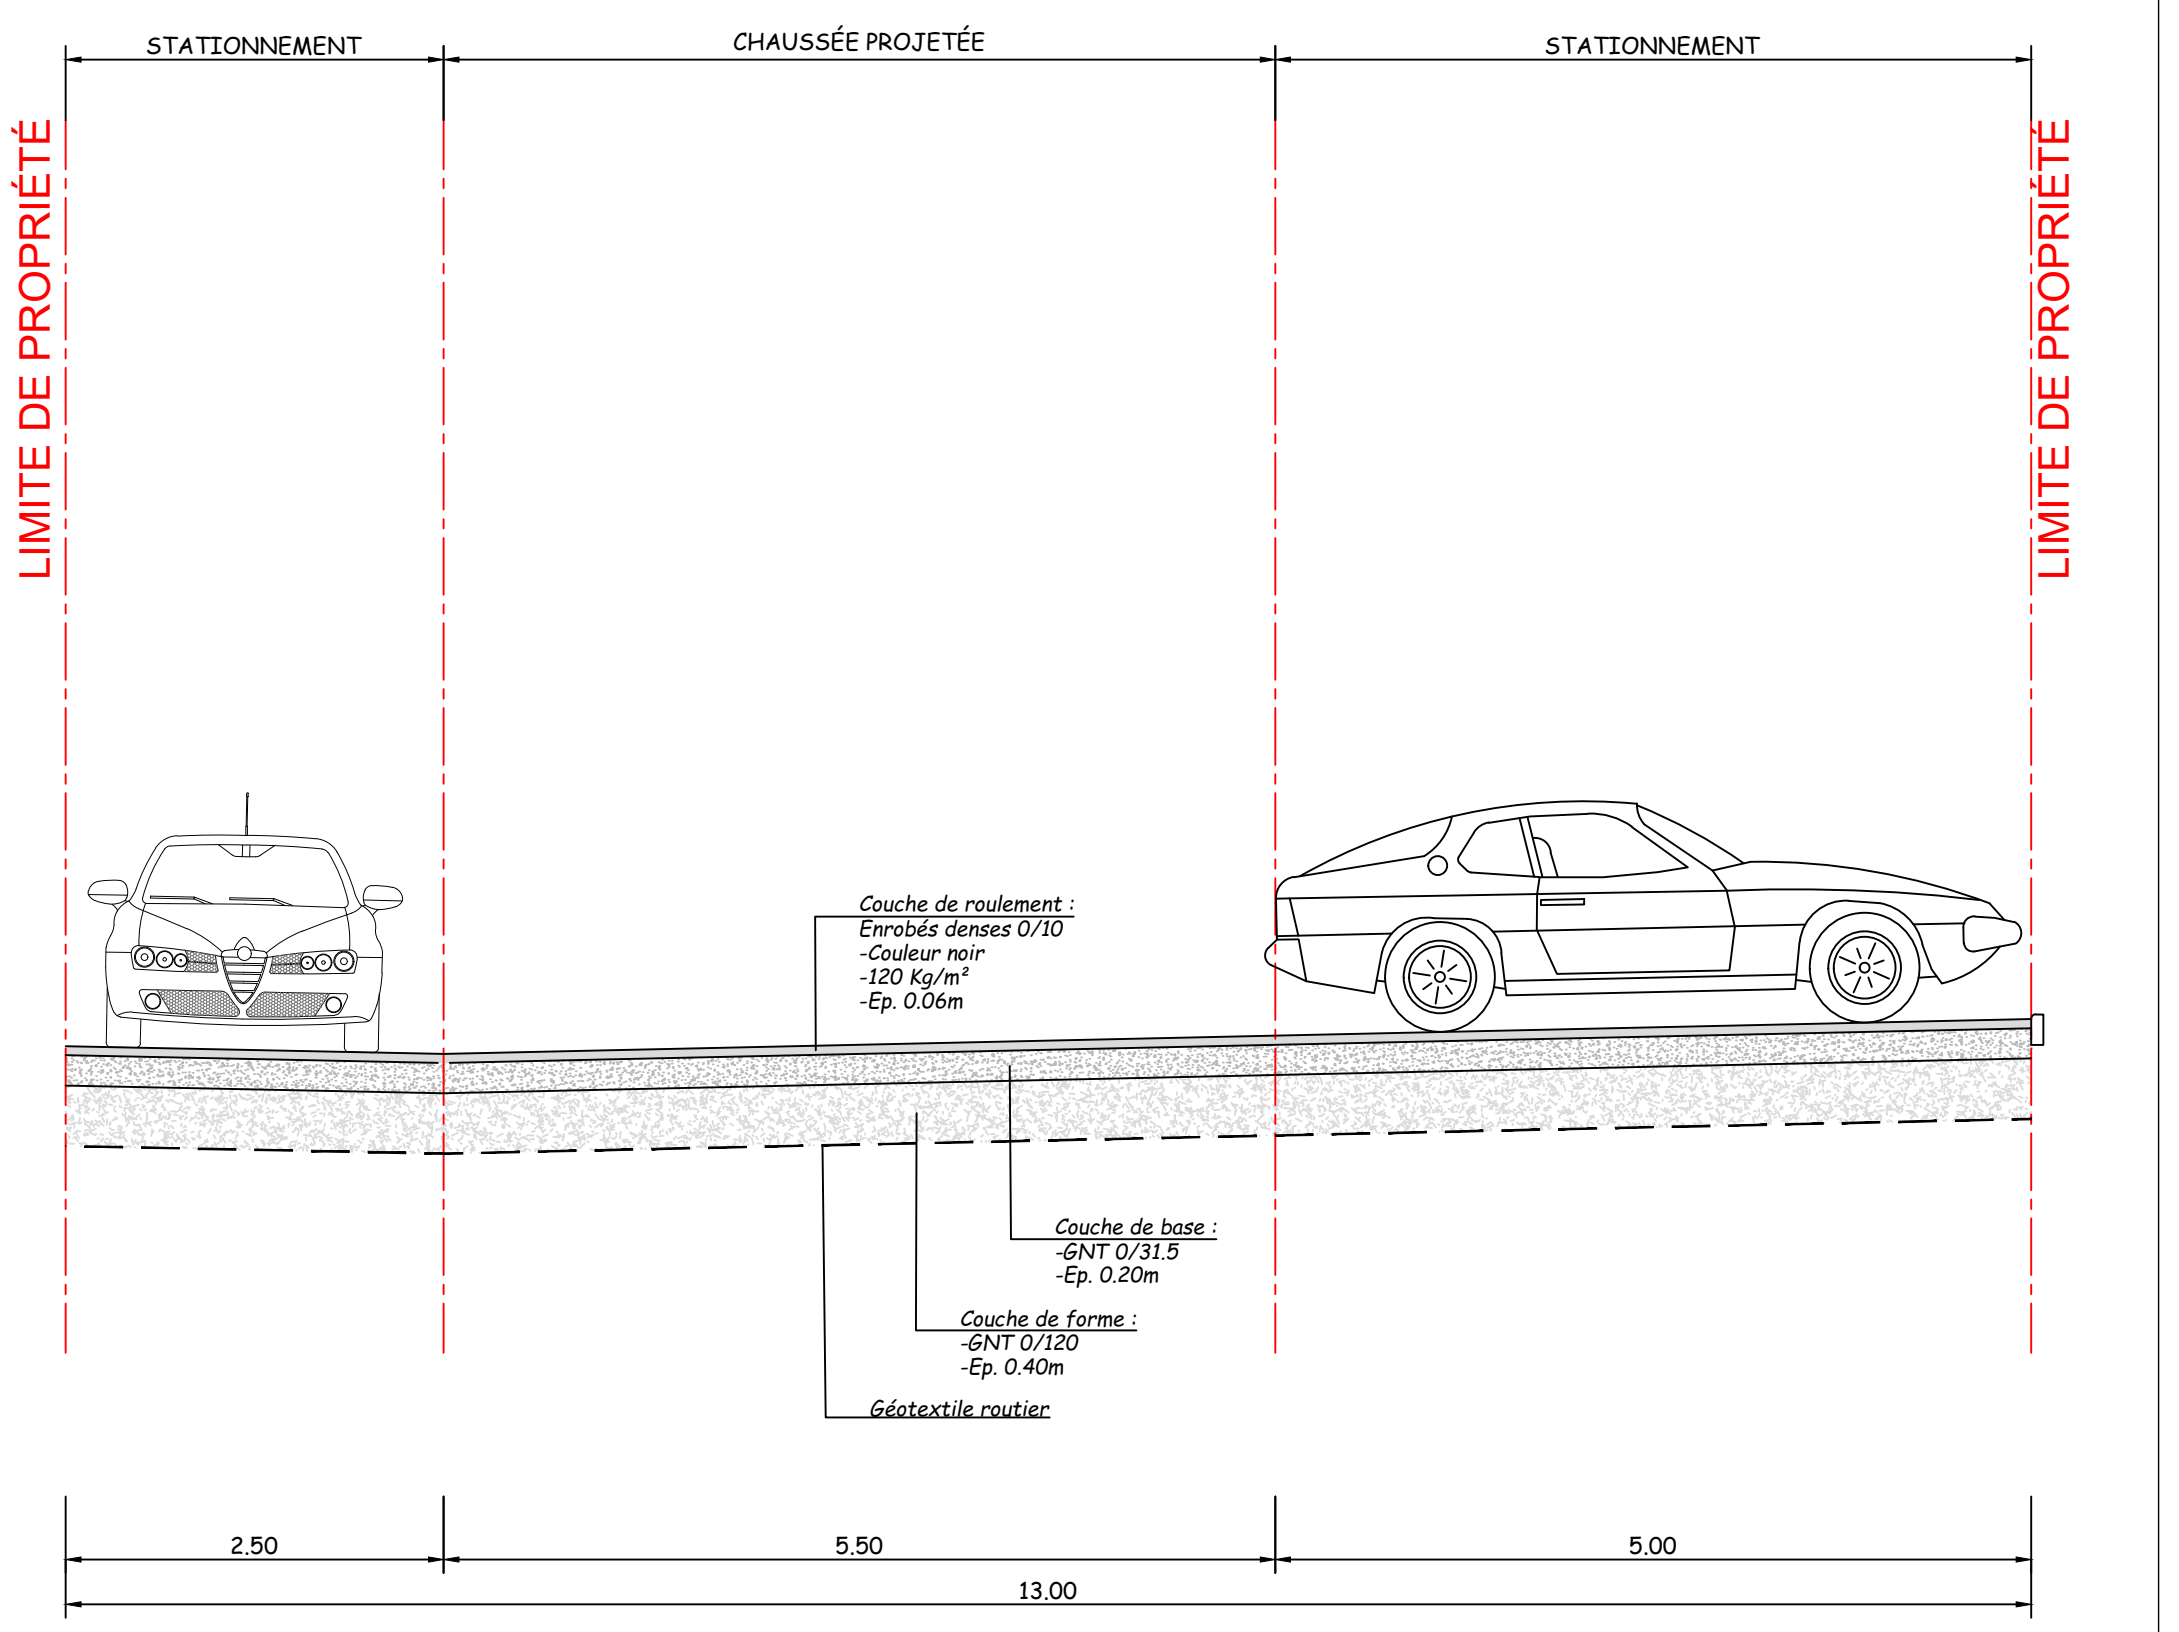 STATIONNEMENT
CHAUSSÉE PROJETÉE
STATIONNEMENT
LIMITE DE PROPRIÉTÉ
LIMITE DE PROPRIÉTÉ
Couche de roulement :
Enrobés denses 0/10
-Couleur noir
-120 Kg/m²
-Ep. 0.06m
Couche de base :
-GNT 0/31.5
-Ep. 0.20m
Couche de forme :
-GNT 0/120
-Ep. 0.40m
Géotextile routier
2.50
5.50
5.00
13.00